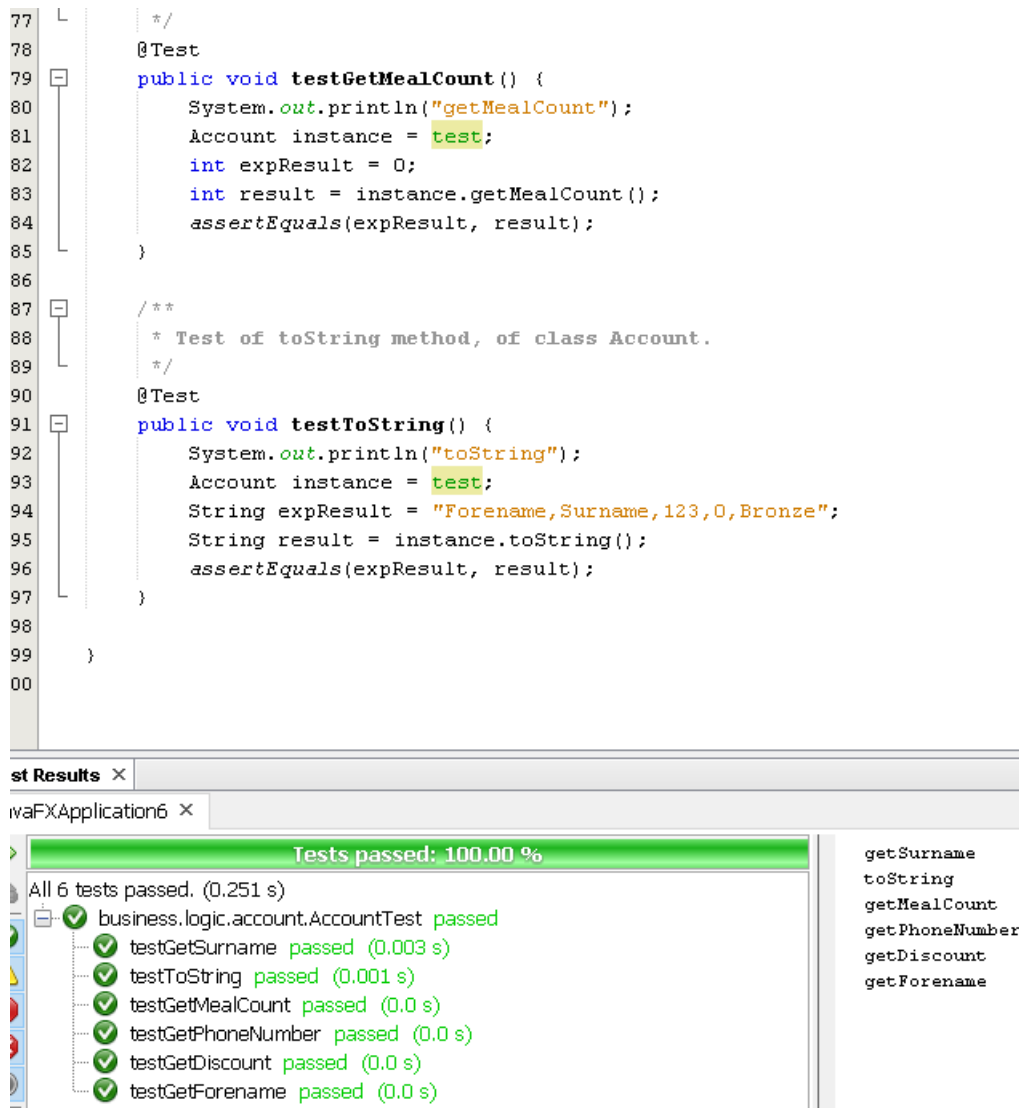 77 */
78 @Test
79 public void testGetMealCount() {
80 System.out.println("getMealCount");
81 Account instance = test;
82 int expResult = 0;
83 int result = instance.getMealCount();
84 assertEquals(expResult, result);
85 }
86
87 /**
88 * Test of toString method, of class Account.
89 */
90 @Test
91 public void testToString() {
92 System.out.println("toString");
93 Account instance = test;
94 String expResult = "Forename,Surname,123,0,Bronze";
95 String result = instance.toString();
96 assertEquals(expResult, result);
97 }
98
99 }
00
st Results ×
vaFXApplication6 ×
Tests passed: 100.00 %
All 6 tests passed. (0.251 s)
business.logic.account.AccountTest passed
testGetSurname passed (0.003 s)
testToString passed (0.001 s)
testGetMealCount passed (0.0 s)
testGetPhoneNumber passed (0.0 s)
testGetDiscount passed (0.0 s)
testGetForename passed (0.0 s)
getSurname
toString
getMealCount
getPhoneNumber
getDiscount
getForename